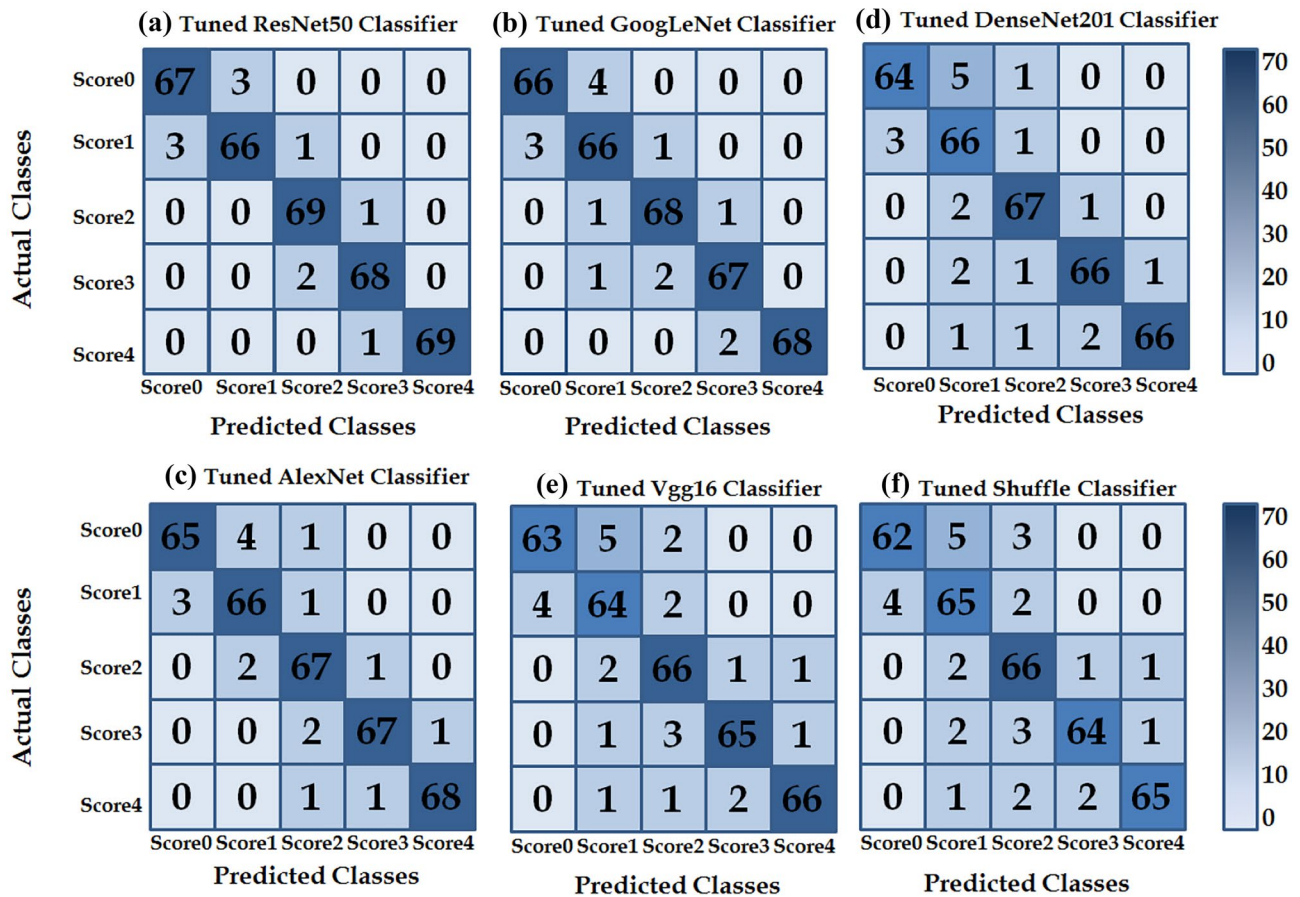 (a) Tuned ResNet50 Classifier
Actual Classes
Score0 67 3 0 0 0
Score1 3 66 1 0 0
Score2 0 0 69 1 0
Score3 0 0 2 68 0
Score4 0 0 0 1 69
Score0 Score1 Score2 Score3 Score4
Predicted Classes
(b) Tuned GoogLeNet Classifier
66 4 0 0 0
3 66 1 0 0
0 1 68 1 0
0 1 2 67 0
0 0 0 2 68
Score0 Score1 Score2 Score3 Score4
Predicted Classes
(d) Tuned DenseNet201 Classifier
64 5 1 0 0
3 66 1 0 0
0 2 67 1 0
0 2 1 66 1
0 1 1 2 66
Score0 Score1 Score2 Score3 Score4
Predicted Classes
70
60
50
40
30
20
10
0
(c) Tuned AlexNet Classifier
Actual Classes
Score0 65 4 1 0 0
Score1 3 66 1 0 0
Score2 0 2 67 1 0
Score3 0 0 2 67 1
Score4 0 0 1 1 68
Score0 Score1 Score2 Score3 Score4
Predicted Classes
(e) Tuned Vgg16 Classifier
63 5 2 0 0
4 64 2 0 0
0 2 66 1 1
0 1 3 65 1
0 1 1 2 66
Score0 Score1 Score2 Score3 Score4
Predicted Classes
(f) Tuned Shuffle Classifier
62 5 3 0 0
4 65 2 0 0
0 2 66 1 1
0 2 3 64 1
0 1 2 2 65
Score0 Score1 Score2 Score3 Score4
Predicted Classes
70
60
50
40
30
20
10
0